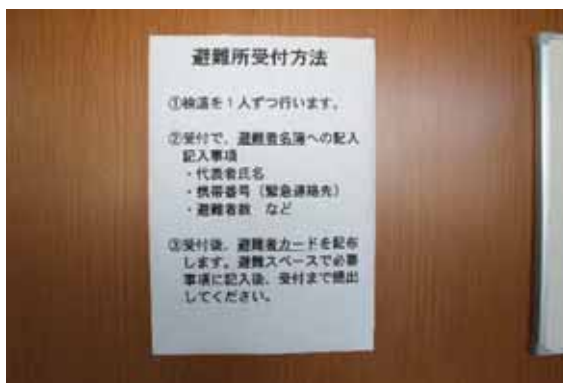 避難所受付方法
①検温を１人ずつ行います。
②受付で、避難者名簿への記入
記入事項
・代表者氏名
・携帯番号（緊急連絡先）
・避難者数　など
③受付後、避難者カードを配布
します。避難スペースで必要
事項に記入後、受付まで提出
してください。